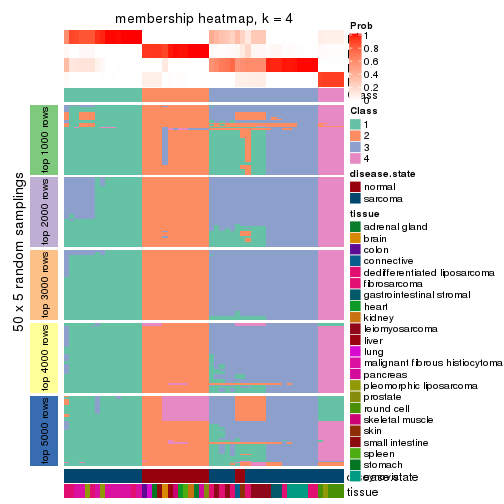 membership heatmap, k = 4
50 x 5 random samplings
top 1000 rows
top 2000 rows
top 3000 rows
top 4000 rows
top 5000 rows
Prob
1
0.8
0.6
0.4
0.2
0
Class
Class
1
2
3
4
disease.state
normal
sarcoma
tissue
adrenal gland
brain
colon
connective
dedifferentiated liposarcoma
fibrosarcoma
gastrointestinal stromal
heart
kidney
leiomyosarcoma
liver
lung
malignant fibrous histiocytoma
pancreas
pleomorphic liposarcoma
prostate
round cell
skeletal muscle
skin
small intestine
spleen
stomach
disease.state
tissue